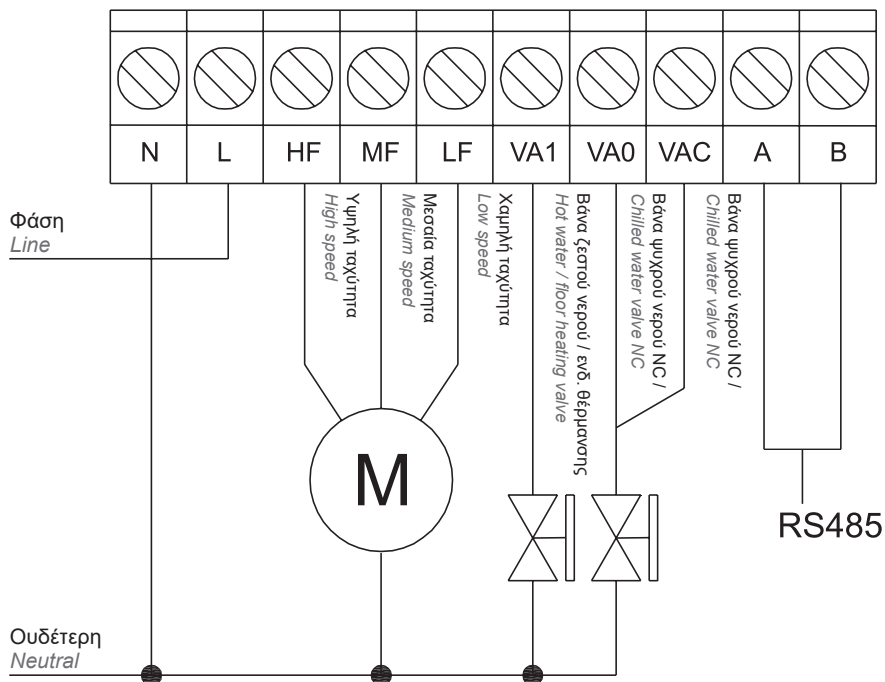 N L HF MF LF VA1 VA0 VAC A B
Φάση
Line
Υψηλή ταχύτητα
High speed
Μεσαία ταχύτητα
Medium speed
Χαμηλή ταχύτητα
Low speed
Βάνα ζεστού νερού / ενδ. θέρμανσης
Hot water / floor heating valve
Βάνα ψυχρού νερού NC /
Chilled water valve NC
Βάνα ψυχρού νερού NC /
Chilled water valve NC
M
RS485
Ουδέτερη
Neutral